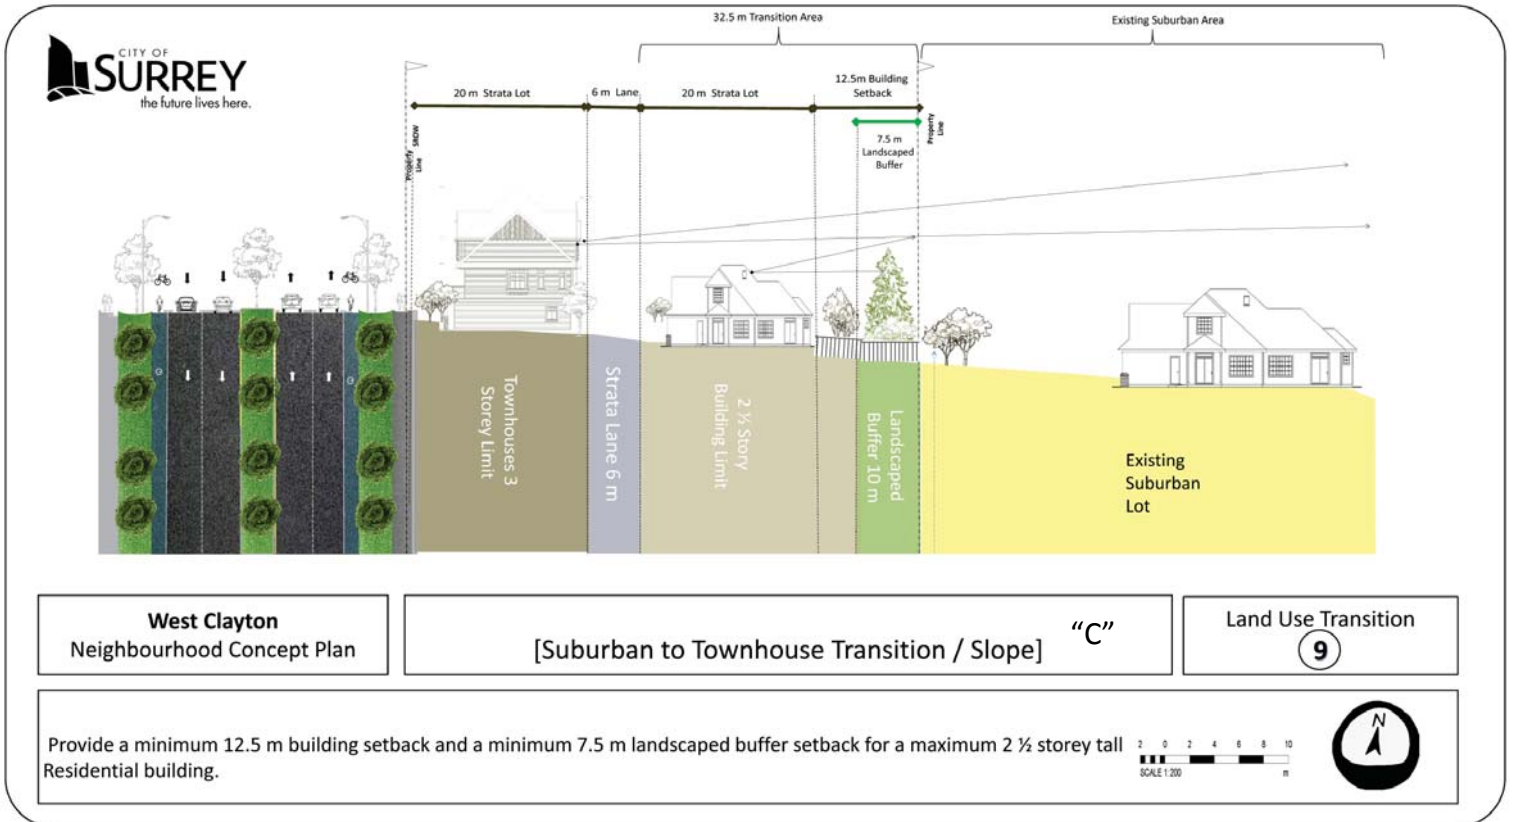 CITY OF
SURREY
the future lives here.
32.5 m Transition Area
Existing Suburban Area
20 m Strata Lot
6 m Lane
20 m Strata Lot
12.5m Building
Setback
7.5 m
Landscaped
Buffer
Property
Line
SROW
Property
Line
Townhouses 3
Storey Limit
Strata Lane 6 m
2 ½ Story
Building Limit
Landscaped
Buffer 10 m
Existing
Suburban
Lot
West Clayton
Neighbourhood Concept Plan
[Suburban to Townhouse Transition / Slope]
“C”
Land Use Transition
9
Provide a minimum 12.5 m building setback and a minimum 7.5 m landscaped buffer setback for a maximum 2 ½ storey tall
Residential building.
2 0 2 4 6 8 10
SCALE 1:200
m
N